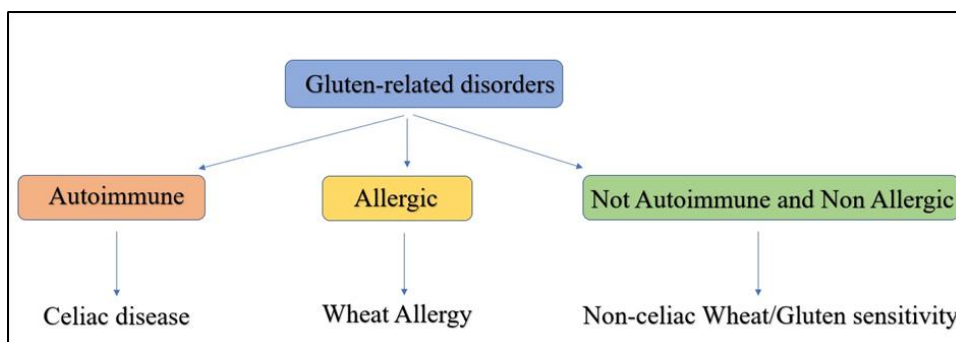 Gluten-related disorders
Autoimmune
Allergic
Not Autoimmune and Non Allergic
Celiac disease
Wheat Allergy
Non-celiac Wheat/Gluten sensitivity